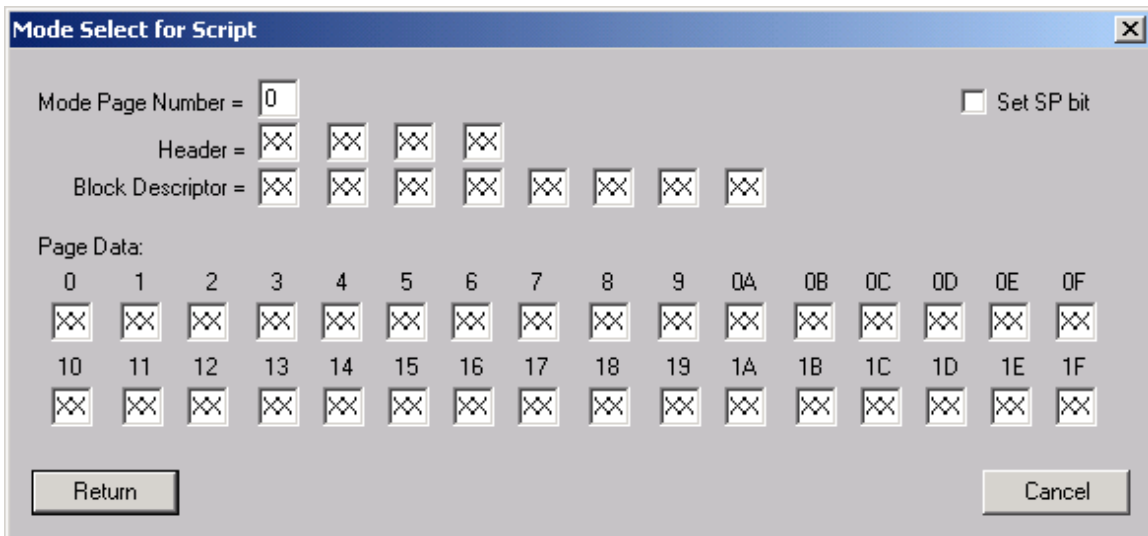 Mode Select for Script
Mode Page Number = 0 Set SP bit
Header = XX XX XX XX
Block Descriptor = XX XX XX XX XX XX XX XX
Page Data:
0 1 2 3 4 5 6 7 8 9 0A 0B 0C 0D 0E 0F
XX XX XX XX XX XX XX XX XX XX XX XX XX XX XX XX
10 11 12 13 14 15 16 17 18 19 1A 1B 1C 1D 1E 1F
XX XX XX XX XX XX XX XX XX XX XX XX XX XX XX XX
Return Cancel